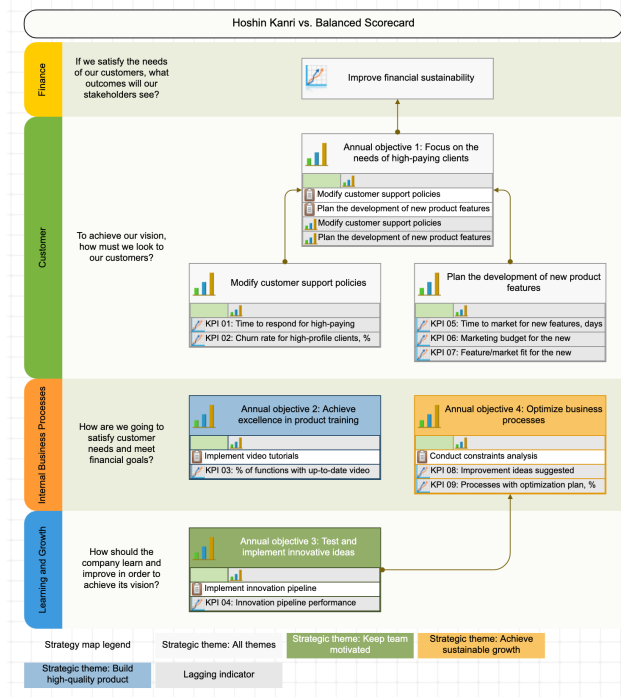 Hoshin Kanri vs. Balanced Scorecard
Finance
If we satisfy the needs
of our customers, what
outcomes will our
stakeholders see?
Improve financial sustainability
Customer
To achieve our vision,
how must we look to
our customers?
Annual objective 1: Focus on the
needs of high-paying clients
Modify customer support policies
Plan the development of new product features
Modify customer support policies
Plan the development of new product features
Modify customer support policies
KPI 01: Time to respond for high-paying
KPI 02: Churn rate for high-profile clients, %
Plan the development of new product
features
KPI 05: Time to market for new features, days
KPI 06: Marketing budget for the new
KPI 07: Feature/market fit for the new
Internal Business Processes
How are we going to
satisfy customer
needs and meet
financial goals?
Annual objective 2: Achieve
excellence in product training
Implement video tutorials
KPI 03: % of functions with up-to-date video
Annual objective 4: Optimize business
processes
Conduct constraints analysis
KPI 08: Improvement ideas suggested
KPI 09: Processes with optimization plan, %
Learning and Growth
How should the
company learn and
improve in order to
achieve its vision?
Annual objective 3: Test and
implement innovative ideas
Implement innovation pipeline
KPI 04: Innovation pipeline performance
Strategy map legend
Strategic theme: All themes
Strategic theme: Keep team
motivated
Strategic theme: Achieve
sustainable growth
Strategic theme: Build
high-quality product
Lagging indicator